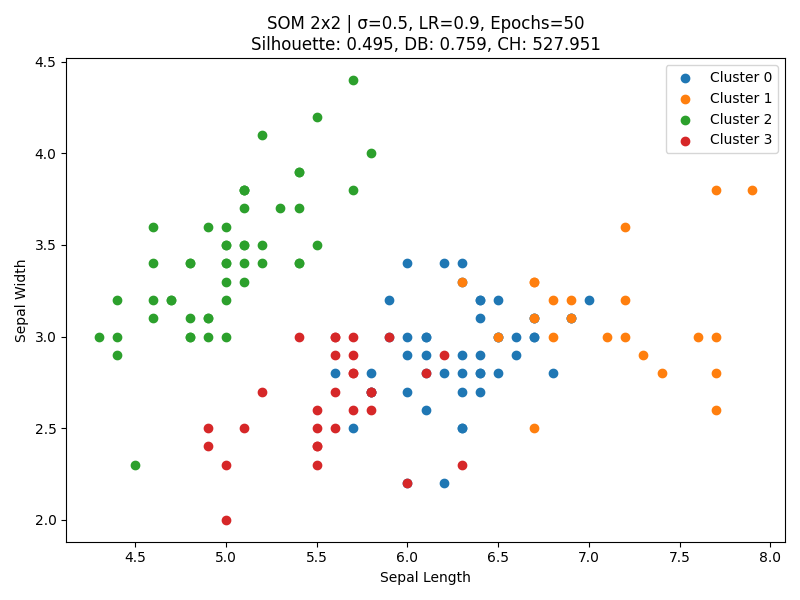 SOM 2x2 | σ=0.5, LR=0.9, Epochs=50
Silhouette: 0.495, DB: 0.759, CH: 527.951
Cluster 0
Cluster 1
Cluster 2
Cluster 3
4.5
4.0
3.5
3.0
2.5
2.0
Sepal Width
4.5
5.0
5.5
6.0
6.5
7.0
7.5
8.0
Sepal Length